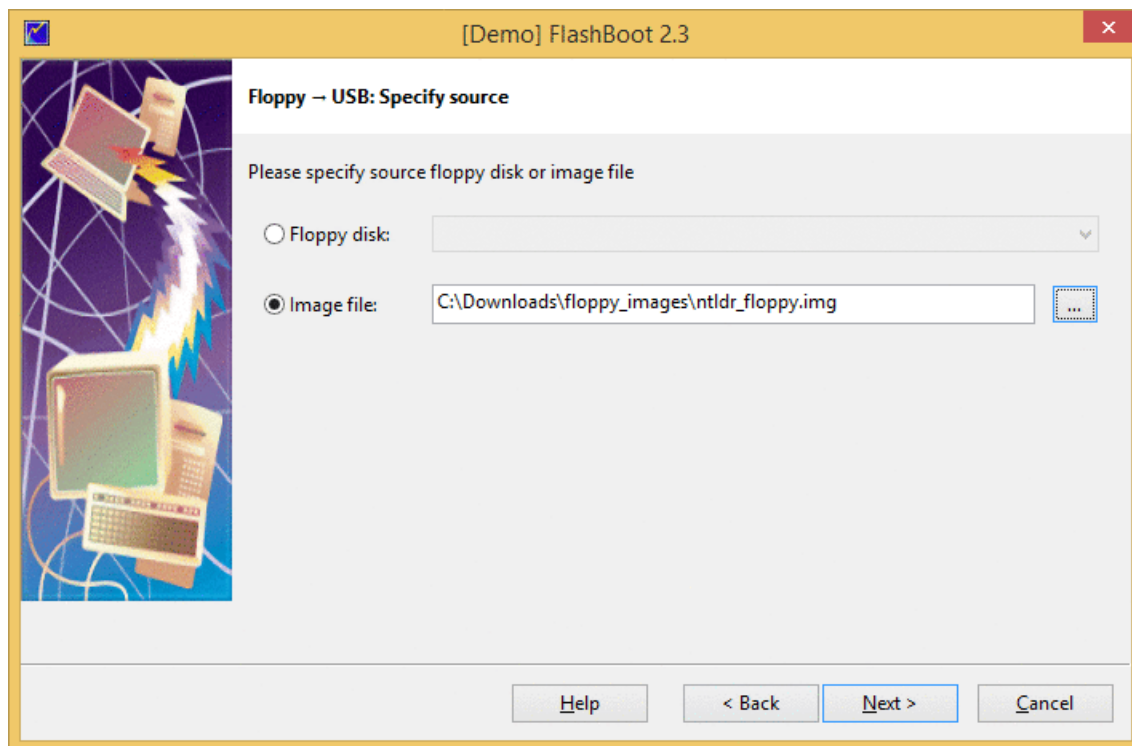 [Demo] FlashBoot 2.3
Floppy → USB: Specify source
Please specify source floppy disk or image file
Floppy disk:
Image file: C:\Downloads\floppy_images\ntldr_floppy.img ...
Help < Back Next > Cancel